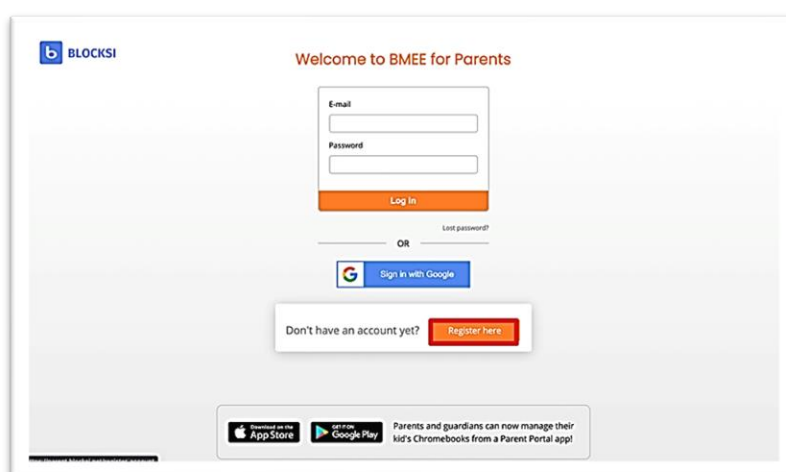 BLOCKSI
Welcome to BMEE for Parents
E-mail
Password
Log In
Lost password?
OR
Sign in with Google
Don't have an account yet? Register here
Download on the
App Store
GET IT ON
Google Play
Parents and guardians can now manage their
kid's Chromebooks from a Parent Portal app!